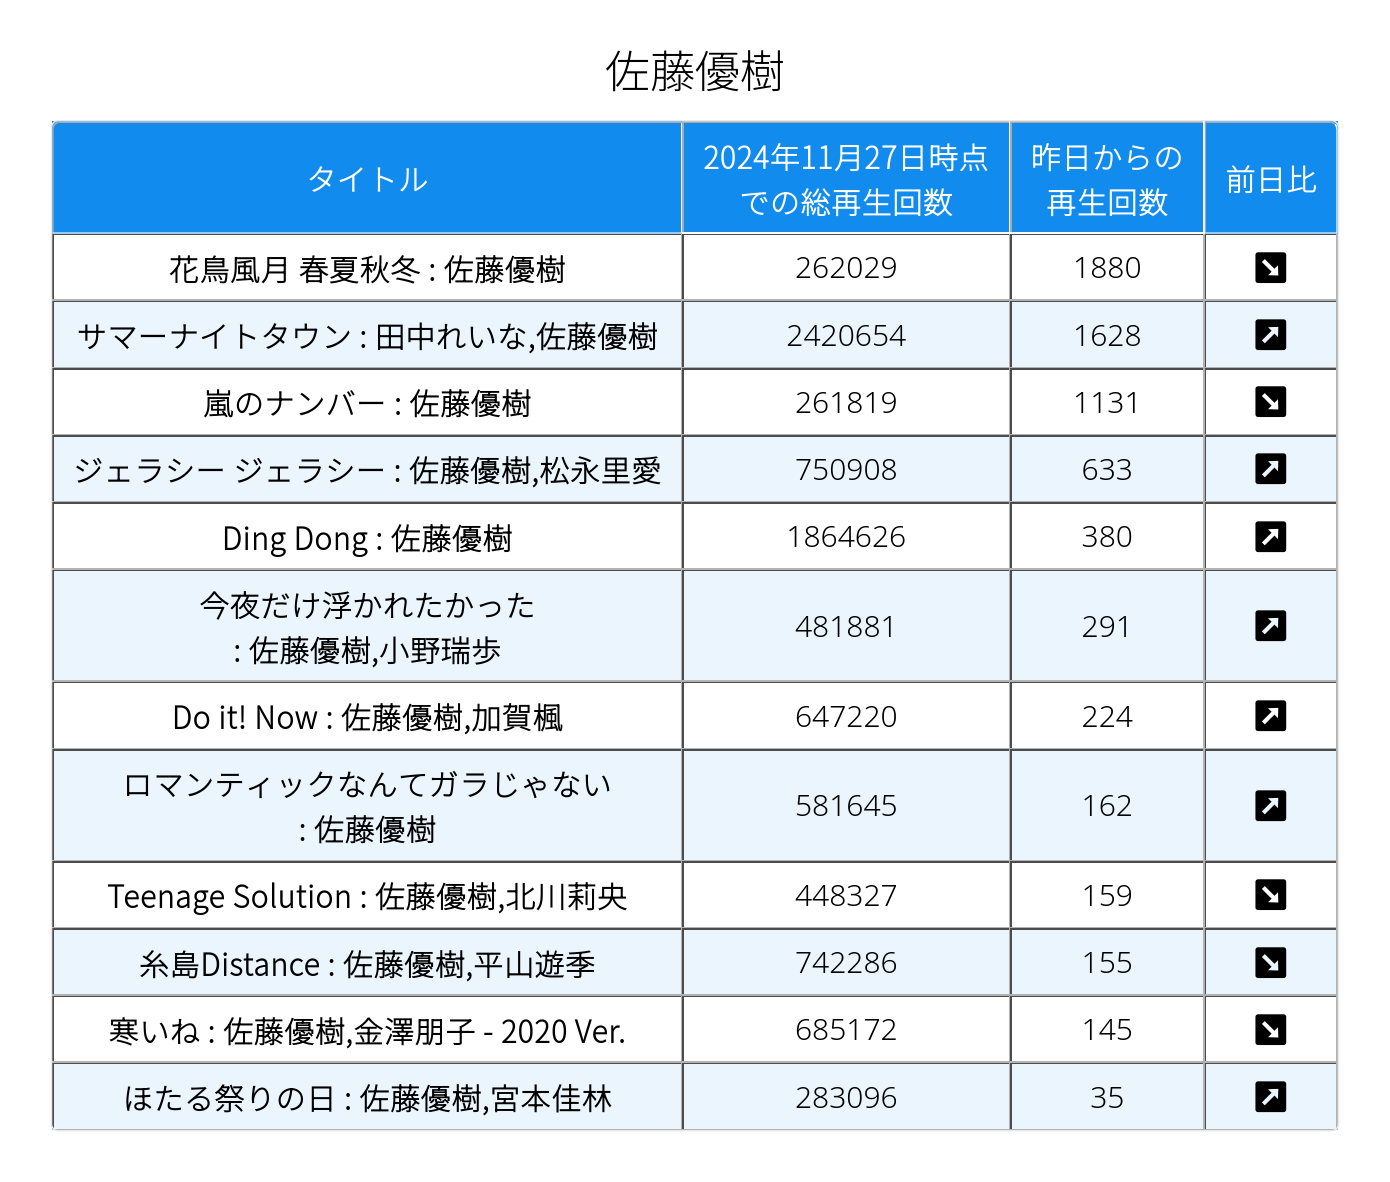 佐藤優樹
タイトル
2024年11月27日時点
での総再生回数
昨日からの
再生回数
前日比
花鳥風月 春夏秋冬 : 佐藤優樹 262029 1880
サマーナイトタウン : 田中れいな,佐藤優樹 2420654 1628
嵐のナンバー : 佐藤優樹 261819 1131
ジェラシー ジェラシー : 佐藤優樹,松永里愛 750908 633
Ding Dong : 佐藤優樹 1864626 380
今夜だけ浮かれたかった
: 佐藤優樹,小野瑞歩 481881 291
Do it! Now : 佐藤優樹,加賀楓 647220 224
ロマンティックなんてガラじゃない
: 佐藤優樹 581645 162
Teenage Solution : 佐藤優樹,北川莉央 448327 159
糸島Distance : 佐藤優樹,平山遊季 742286 155
寒いね : 佐藤優樹,金澤朋子 - 2020 Ver. 685172 145
ほたる祭りの日 : 佐藤優樹,宮本佳林 283096 35